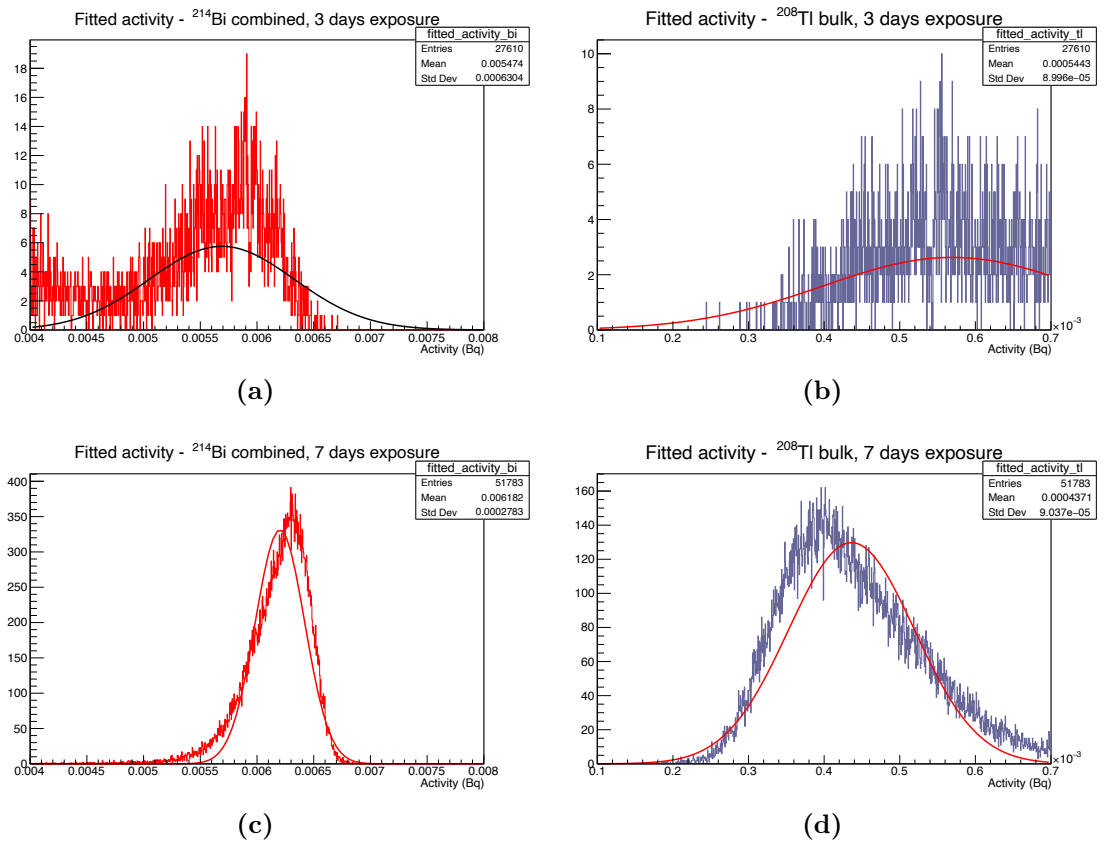 Fitted activity - ²¹⁴Bi combined, 3 days exposure
fitted_activity_bi
Entries 27610
Mean 0.005474
Std Dev 0.0006304
18
16
14
12
10
8
6
4
2
0
0.004 0.0045 0.005 0.0055 0.006 0.0065 0.007 0.0075 0.008
Activity (Bq)
(a)
Fitted activity - ²⁰⁸Tl bulk, 3 days exposure
fitted_activity_tl
Entries 27610
Mean 0.0005443
Std Dev 8.996e-05
10
8
6
4
2
0
0.1 0.2 0.3 0.4 0.5 0.6 0.7
×10⁻³
Activity (Bq)
(b)
Fitted activity - ²¹⁴Bi combined, 7 days exposure
fitted_activity_bi
Entries 51783
Mean 0.006182
Std Dev 0.0002783
400
350
300
250
200
150
100
50
0
0.004 0.0045 0.005 0.0055 0.006 0.0065 0.007 0.0075 0.008
Activity (Bq)
(c)
Fitted activity - ²⁰⁸Tl bulk, 7 days exposure
fitted_activity_tl
Entries 51783
Mean 0.0004371
Std Dev 9.037e-05
160
140
120
100
80
60
40
20
0
0.1 0.2 0.3 0.4 0.5 0.6 0.7
×10⁻³
Activity (Bq)
(d)